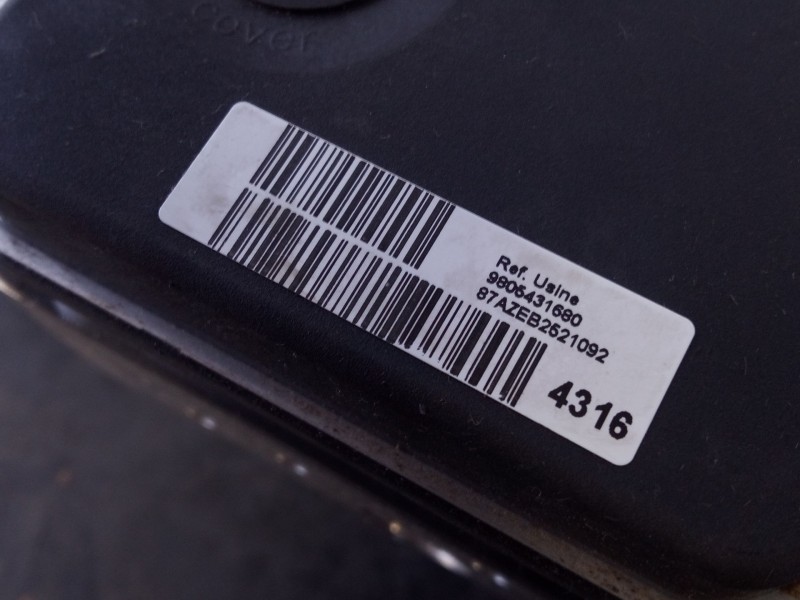 cover
Ref. Usine
9805431680
87AZEB2521092
4316